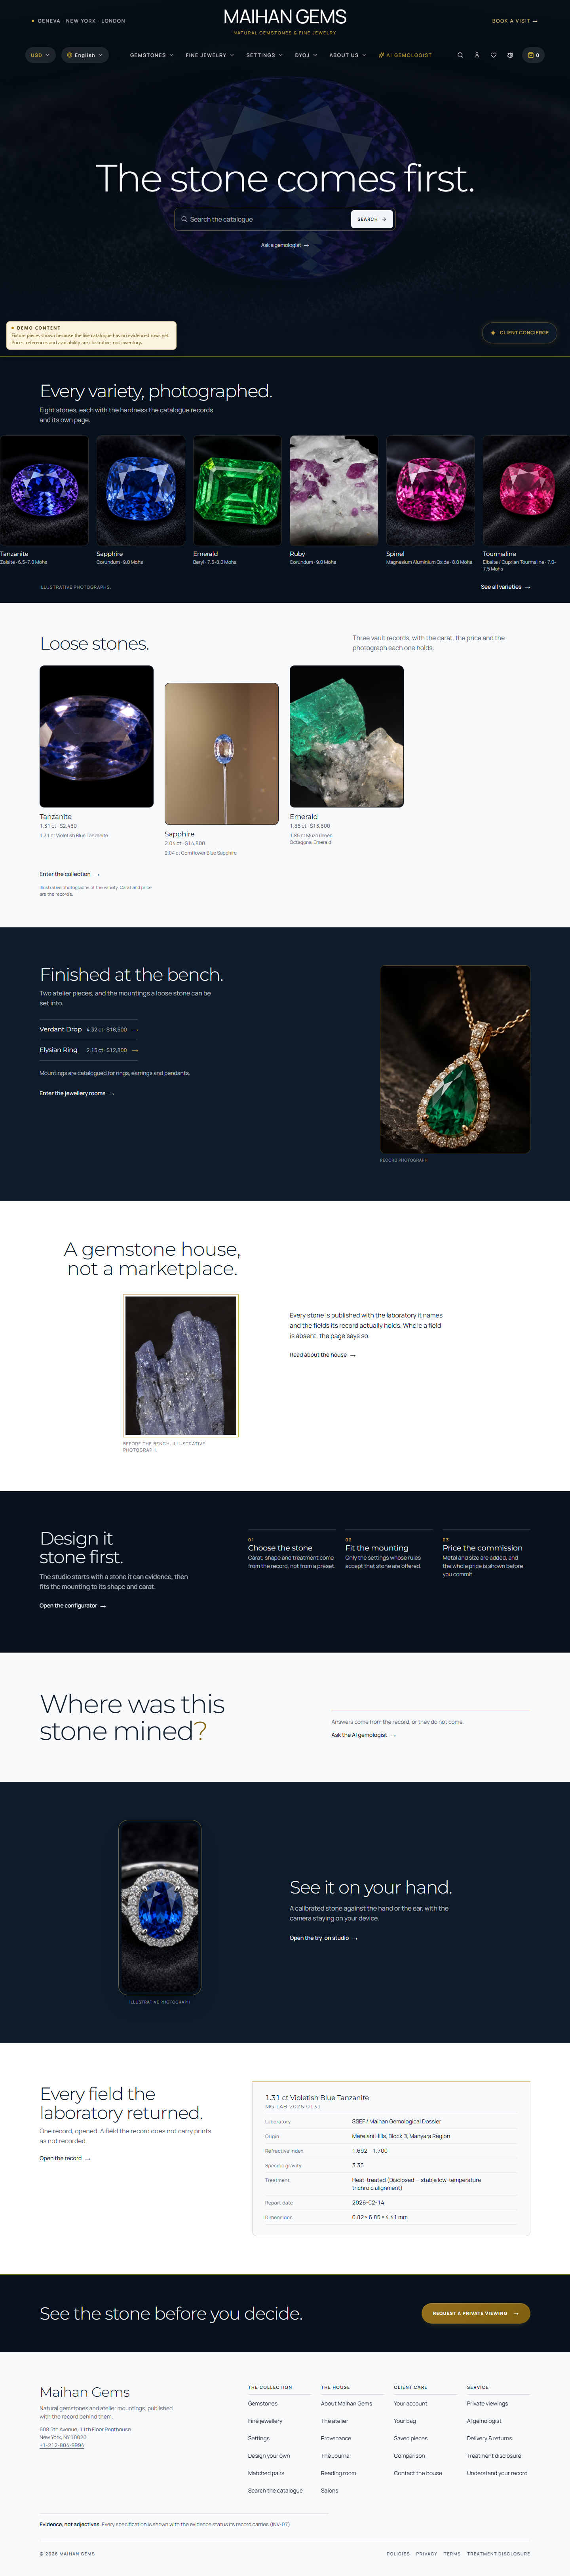 GENEVA · NEW YORK · LONDON
MAIHAN GEMS
NATURAL GEMSTONES & FINE JEWELLERY
BOOK A VISIT →
USD
English
GEMSTONES
FINE JEWELRY
SETTINGS
DYOJ
ABOUT US
AI GEMOLOGIST
0
The stone comes first.
Search the catalogue
SEARCH →
Ask a gemologist →
DEMO CONTENT
Fixture pieces shown because the live catalogue has no evidenced rows yet.
Prices, references and availability are illustrative, not inventory.
CLIENT CONCIERGE
Every variety, photographed.
Eight stones, each with the hardness the catalogue records
and its own page.
Tanzanite
Zoisite · 6.5–7.0 Mohs
Sapphire
Corundum · 9.0 Mohs
Emerald
Beryl · 7.5–8.0 Mohs
Ruby
Corundum · 9.0 Mohs
Spinel
Magnesium Aluminium Oxide · 8.0 Mohs
Tourmaline
Elbaite / Cuprian Tourmaline · 7.0–
7.5 Mohs
ILLUSTRATIVE PHOTOGRAPHS.
See all varieties →
Loose stones.
Three vault records, with the carat, the price and the
photograph each one holds.
Tanzanite
1.31 ct · $2,480
1.31 ct Violetish Blue Tanzanite
Sapphire
2.04 ct · $14,800
2.04 ct Cornflower Blue Sapphire
Emerald
1.85 ct · $13,600
1.85 ct Muzo Green
Octagonal Emerald
Enter the collection →
Illustrative photographs of the variety. Carat and price
are the record's.
Finished at the bench.
Two atelier pieces, and the mountings a loose stone can be
set into.
Verdant Drop 4.32 ct · $18,500 →
Elysian Ring 2.15 ct · $12,800 →
Mountings are catalogued for rings, earrings and pendants.
Enter the jewellery rooms →
RECORD PHOTOGRAPH
A gemstone house,
not a marketplace.
Every stone is published with the laboratory it names
and the fields its record actually holds. Where a field
is absent, the page says so.
Read about the house →
BEFORE THE BENCH. ILLUSTRATIVE
PHOTOGRAPH.
Design it
stone first.
The studio starts with a stone it can evidence, then
fits the mounting to its shape and carat.
Open the configurator →
01
Choose the stone
Carat, shape and treatment come
from the record, not from a preset.
02
Fit the mounting
Only the settings whose rules
accept that stone are offered.
03
Price the commission
Metal and size are added, and
the whole price is shown before
you commit.
Where was this
stone mined?
Answers come from the record, or they do not come.
Ask the AI gemologist →
See it on your hand.
A calibrated stone against the hand or the ear, with the
camera staying on your device.
Open the try-on studio →
ILLUSTRATIVE PHOTOGRAPH
Every field the
laboratory returned.
One record, opened. A field the record does not carry prints
as not recorded.
Open the record →
1.31 ct Violetish Blue Tanzanite
MG-LAB-2026-0131
Laboratory SSEF / Maihan Gemological Dossier
Origin Merelani Hills, Block D, Manyara Region
Refractive index 1.692 – 1.700
Specific gravity 3.35
Treatment Heat-treated (Disclosed — stable low-temperature
trichroic alignment)
Report date 2026-02-14
Dimensions 6.82 × 6.85 × 4.41 mm
See the stone before you decide.
REQUEST A PRIVATE VIEWING →
Maihan Gems
Natural gemstones and atelier mountings, published
with the record behind them.
608 5th Avenue, 11th Floor Penthouse
New York, NY 10020
+1-212-804-9994
THE COLLECTION
Gemstones
Fine jewellery
Settings
Design your own
Matched pairs
Search the catalogue
THE HOUSE
About Maihan Gems
The atelier
Provenance
The Journal
Reading room
Salons
CLIENT CARE
Your account
Your bag
Saved pieces
Comparison
Contact the house
SERVICE
Private viewings
AI gemologist
Delivery & returns
Treatment disclosure
Understand your record
Evidence, not adjectives. Every specification is shown with the evidence status its record carries (INV-07).
© 2026 MAIHAN GEMS
POLICIES PRIVACY TERMS TREATMENT DISCLOSURE